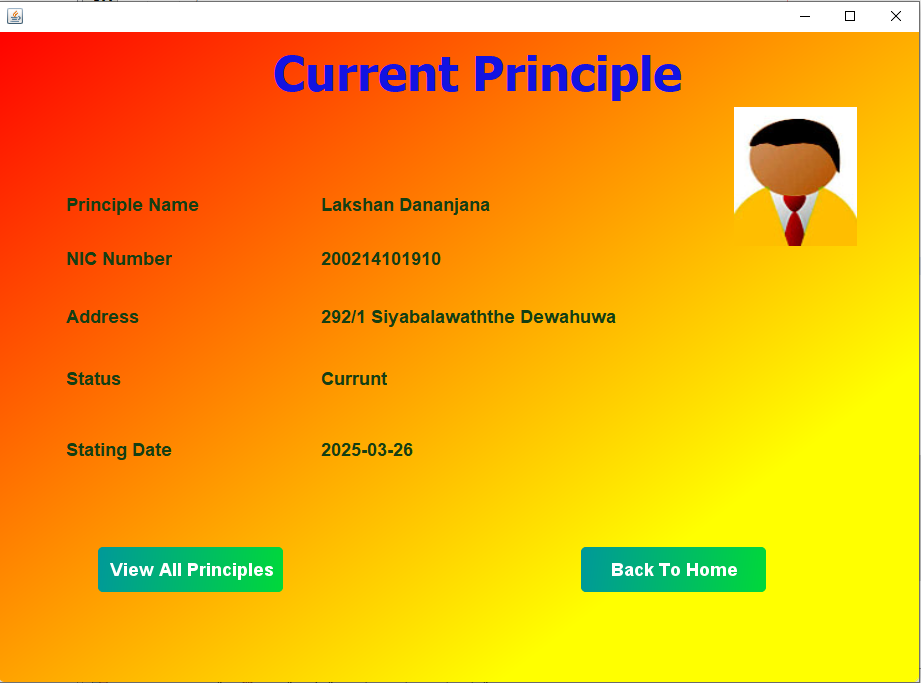 Current Principle
Principle Name Lakshan Dananjana
NIC Number 200214101910
Address 292/1 Siyabalawaththe Dewahuwa
Status Currunt
Stating Date 2025-03-26
View All Principles Back To Home